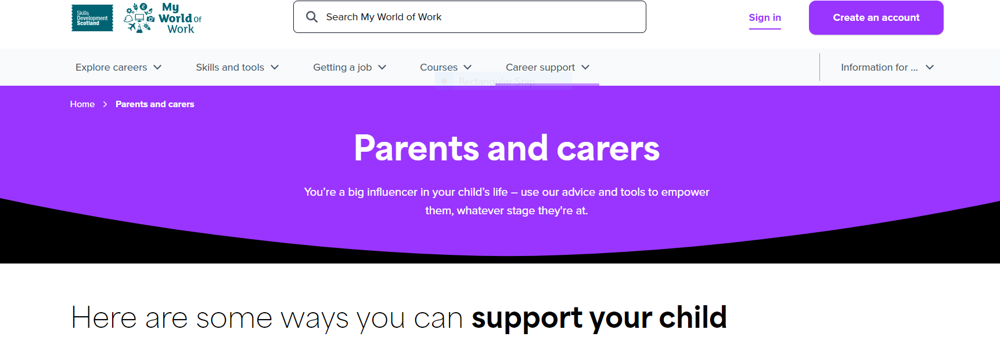 Skills
Development
Scotland
My
World Of
Work
Search My World of Work
Sign in
Create an account
Explore careers
Skills and tools
Getting a job
Courses
Career support
Information for ...
Rectangular Snip
Home > Parents and carers
Parents and carers
You’re a big influencer in your child’s life – use our advice and tools to empower
them, whatever stage they're at.
Here are some ways you can support your child